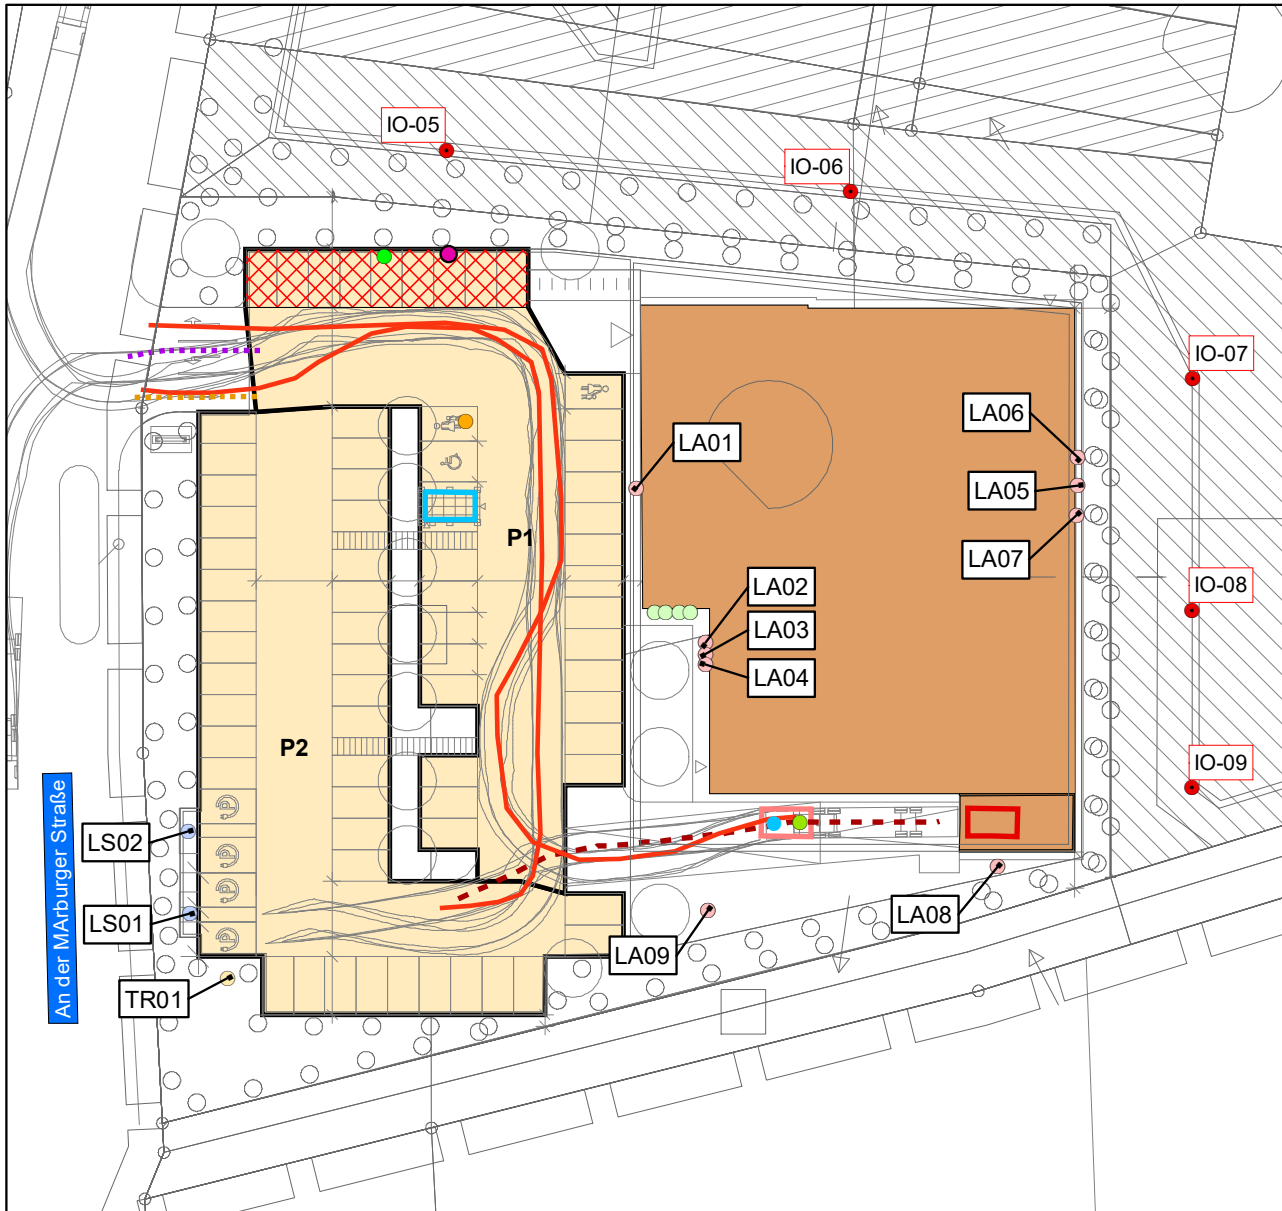 IO-05
IO-06
IO-07
LA06
LA01
LA05
P1
LA07
LA02
IO-08
LA03
LA04
P2
IO-09
An der MArburger Straße
LS02
LA08
LS01
LA09
TR01